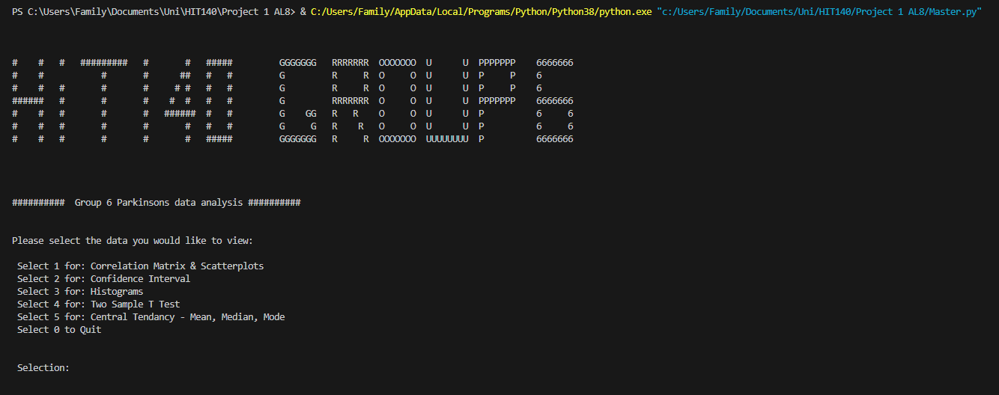 PS C:\Users\Family\Documents\Uni\HIT140\Project 1 AL8> & C:/Users/Family/AppData/Local/Programs/Python/Python38/python.exe "c:/Users/Family/Documents/Uni/HIT140/Project 1 AL8/Master.py"
#    #   #   #########   #       #   #####         GGGGGGG   RRRRRRR  OOOOOOO  U      U  PPPPPPP    6666666
#    #           #       #      ##   #   #         G         R     R  O     O  U      U  P     P    6
#    #   #       #       #     # #   #   #         G         R     R  O     O  U      U  P     P    6
######   #       #       #    #  #   #   #         G         RRRRRRR  O     O  U      U  PPPPPPP    6666666
#    #   #       #       #   ######  #   #         G    GG   R   R    O     O  U      U  P          6     6
#    #   #       #       #       #   #   #         G     G   R    R   O     O  U      U  P          6     6
#    #   #       #       #       #   #####         GGGGGGG   R     R  OOOOOOO  UUUUUUUU  P          6666666
##########  Group 6 Parkinsons data analysis ##########
Please select the data you would like to view:
Select 1 for: Correlation Matrix & Scatterplots
Select 2 for: Confidence Interval
Select 3 for: Histograms
Select 4 for: Two Sample T Test
Select 5 for: Central Tendancy - Mean, Median, Mode
Select 0 to Quit
Selection: